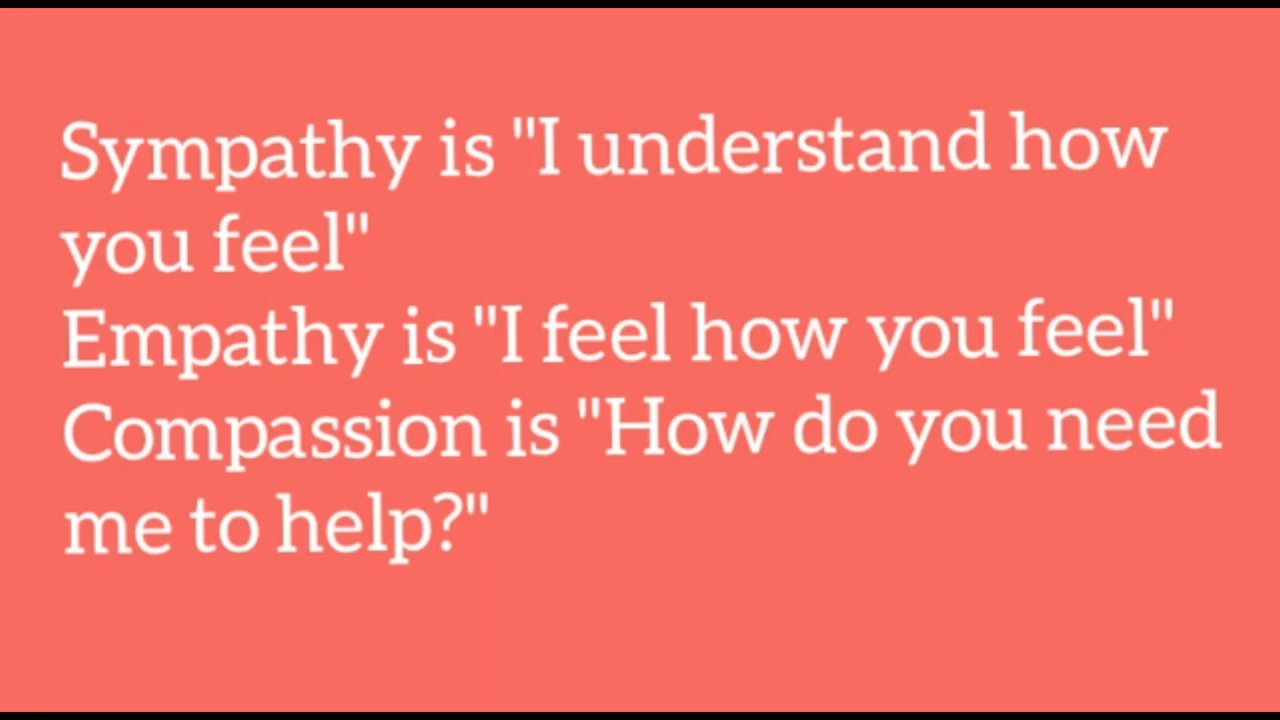 Sympathy is "I understand how
you feel"
Empathy is "I feel how you feel"
Compassion is "How do you need
me to help?"